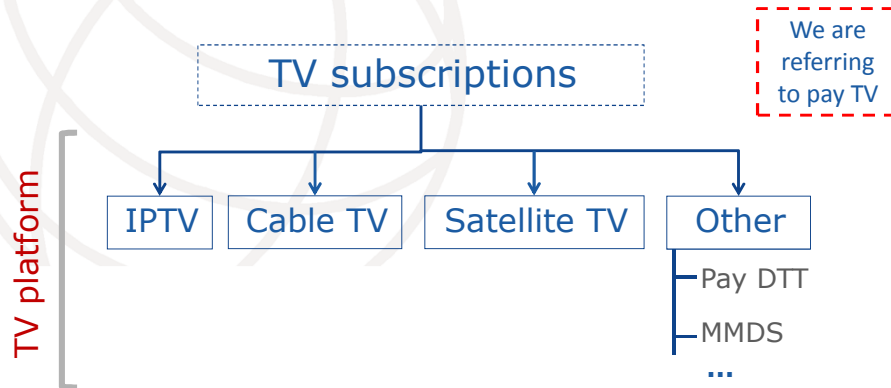 We are
referring
to pay TV
TV subscriptions
TV platform
IPTV
Cable TV
Satellite TV
Other
Pay DTT
MMDS
...